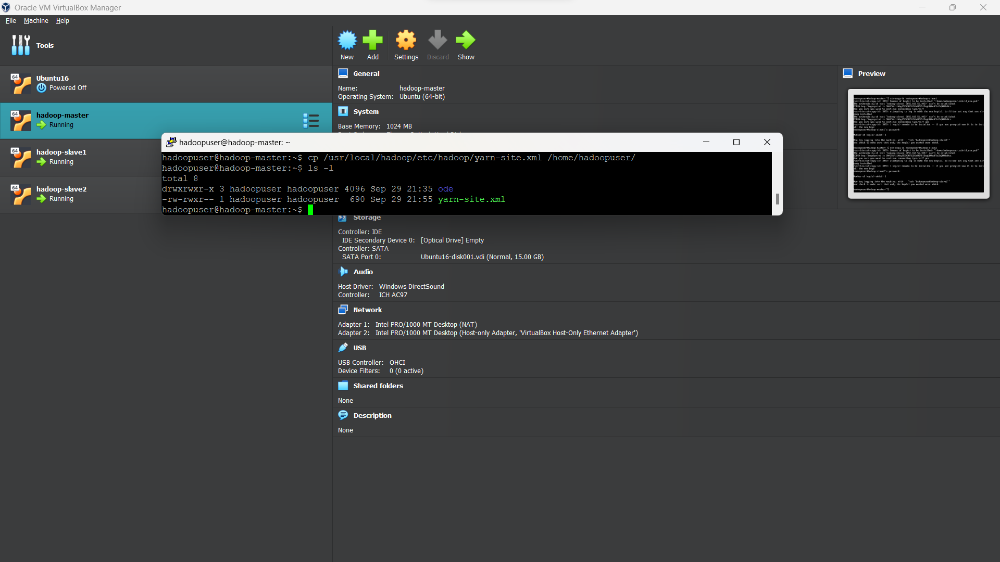 Oracle VM VirtualBox Manager
File Machine Help
Tools
New Add Settings Discard Show
64 Ubuntu16
Powered Off
64 hadoop-master
Running
64 hadoop-slave1
Running
64 hadoop-slave2
Running
General
Name: hadoop-master
Operating System: Ubuntu (64-bit)
System
Base Memory: 1024 MB
Preview
hadoopuser@hadoop-master: ~
hadoopuser@hadoop-master:~$ cp /usr/local/hadoop/etc/hadoop/yarn-site.xml /home/hadoopuser/
hadoopuser@hadoop-master:~$ ls -l
total 8
drwxrwxr-x 3 hadoopuser hadoopuser 4096 Sep 29 21:35 ode
-rw-rwxr-- 1 hadoopuser hadoopuser  690 Sep 29 21:55 yarn-site.xml
hadoopuser@hadoop-master:~$
Storage
Controller: IDE
IDE Secondary Device 0: [Optical Drive] Empty
Controller: SATA
SATA Port 0: Ubuntu16-disk001.vdi (Normal, 15.00 GB)
Audio
Host Driver: Windows DirectSound
Controller: ICH AC97
Network
Adapter 1: Intel PRO/1000 MT Desktop (NAT)
Adapter 2: Intel PRO/1000 MT Desktop (Host-only Adapter, 'VirtualBox Host-Only Ethernet Adapter')
USB
USB Controller: OHCI
Device Filters: 0 (0 active)
Shared folders
None
Description
None